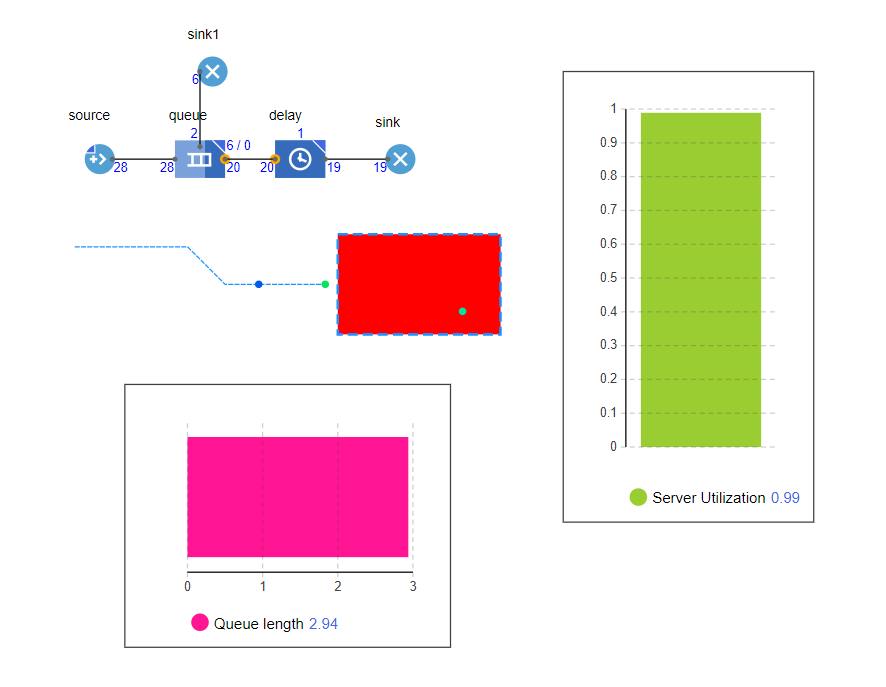 sink1
6
source
queue
delay
sink
2
6 / 0
1
28
28
20
20
19
19
1
0.9
0.8
0.7
0.6
0.5
0.4
0.3
0.2
0.1
0
Server Utilization 0.99
0 1 2 3
Queue length 2.94